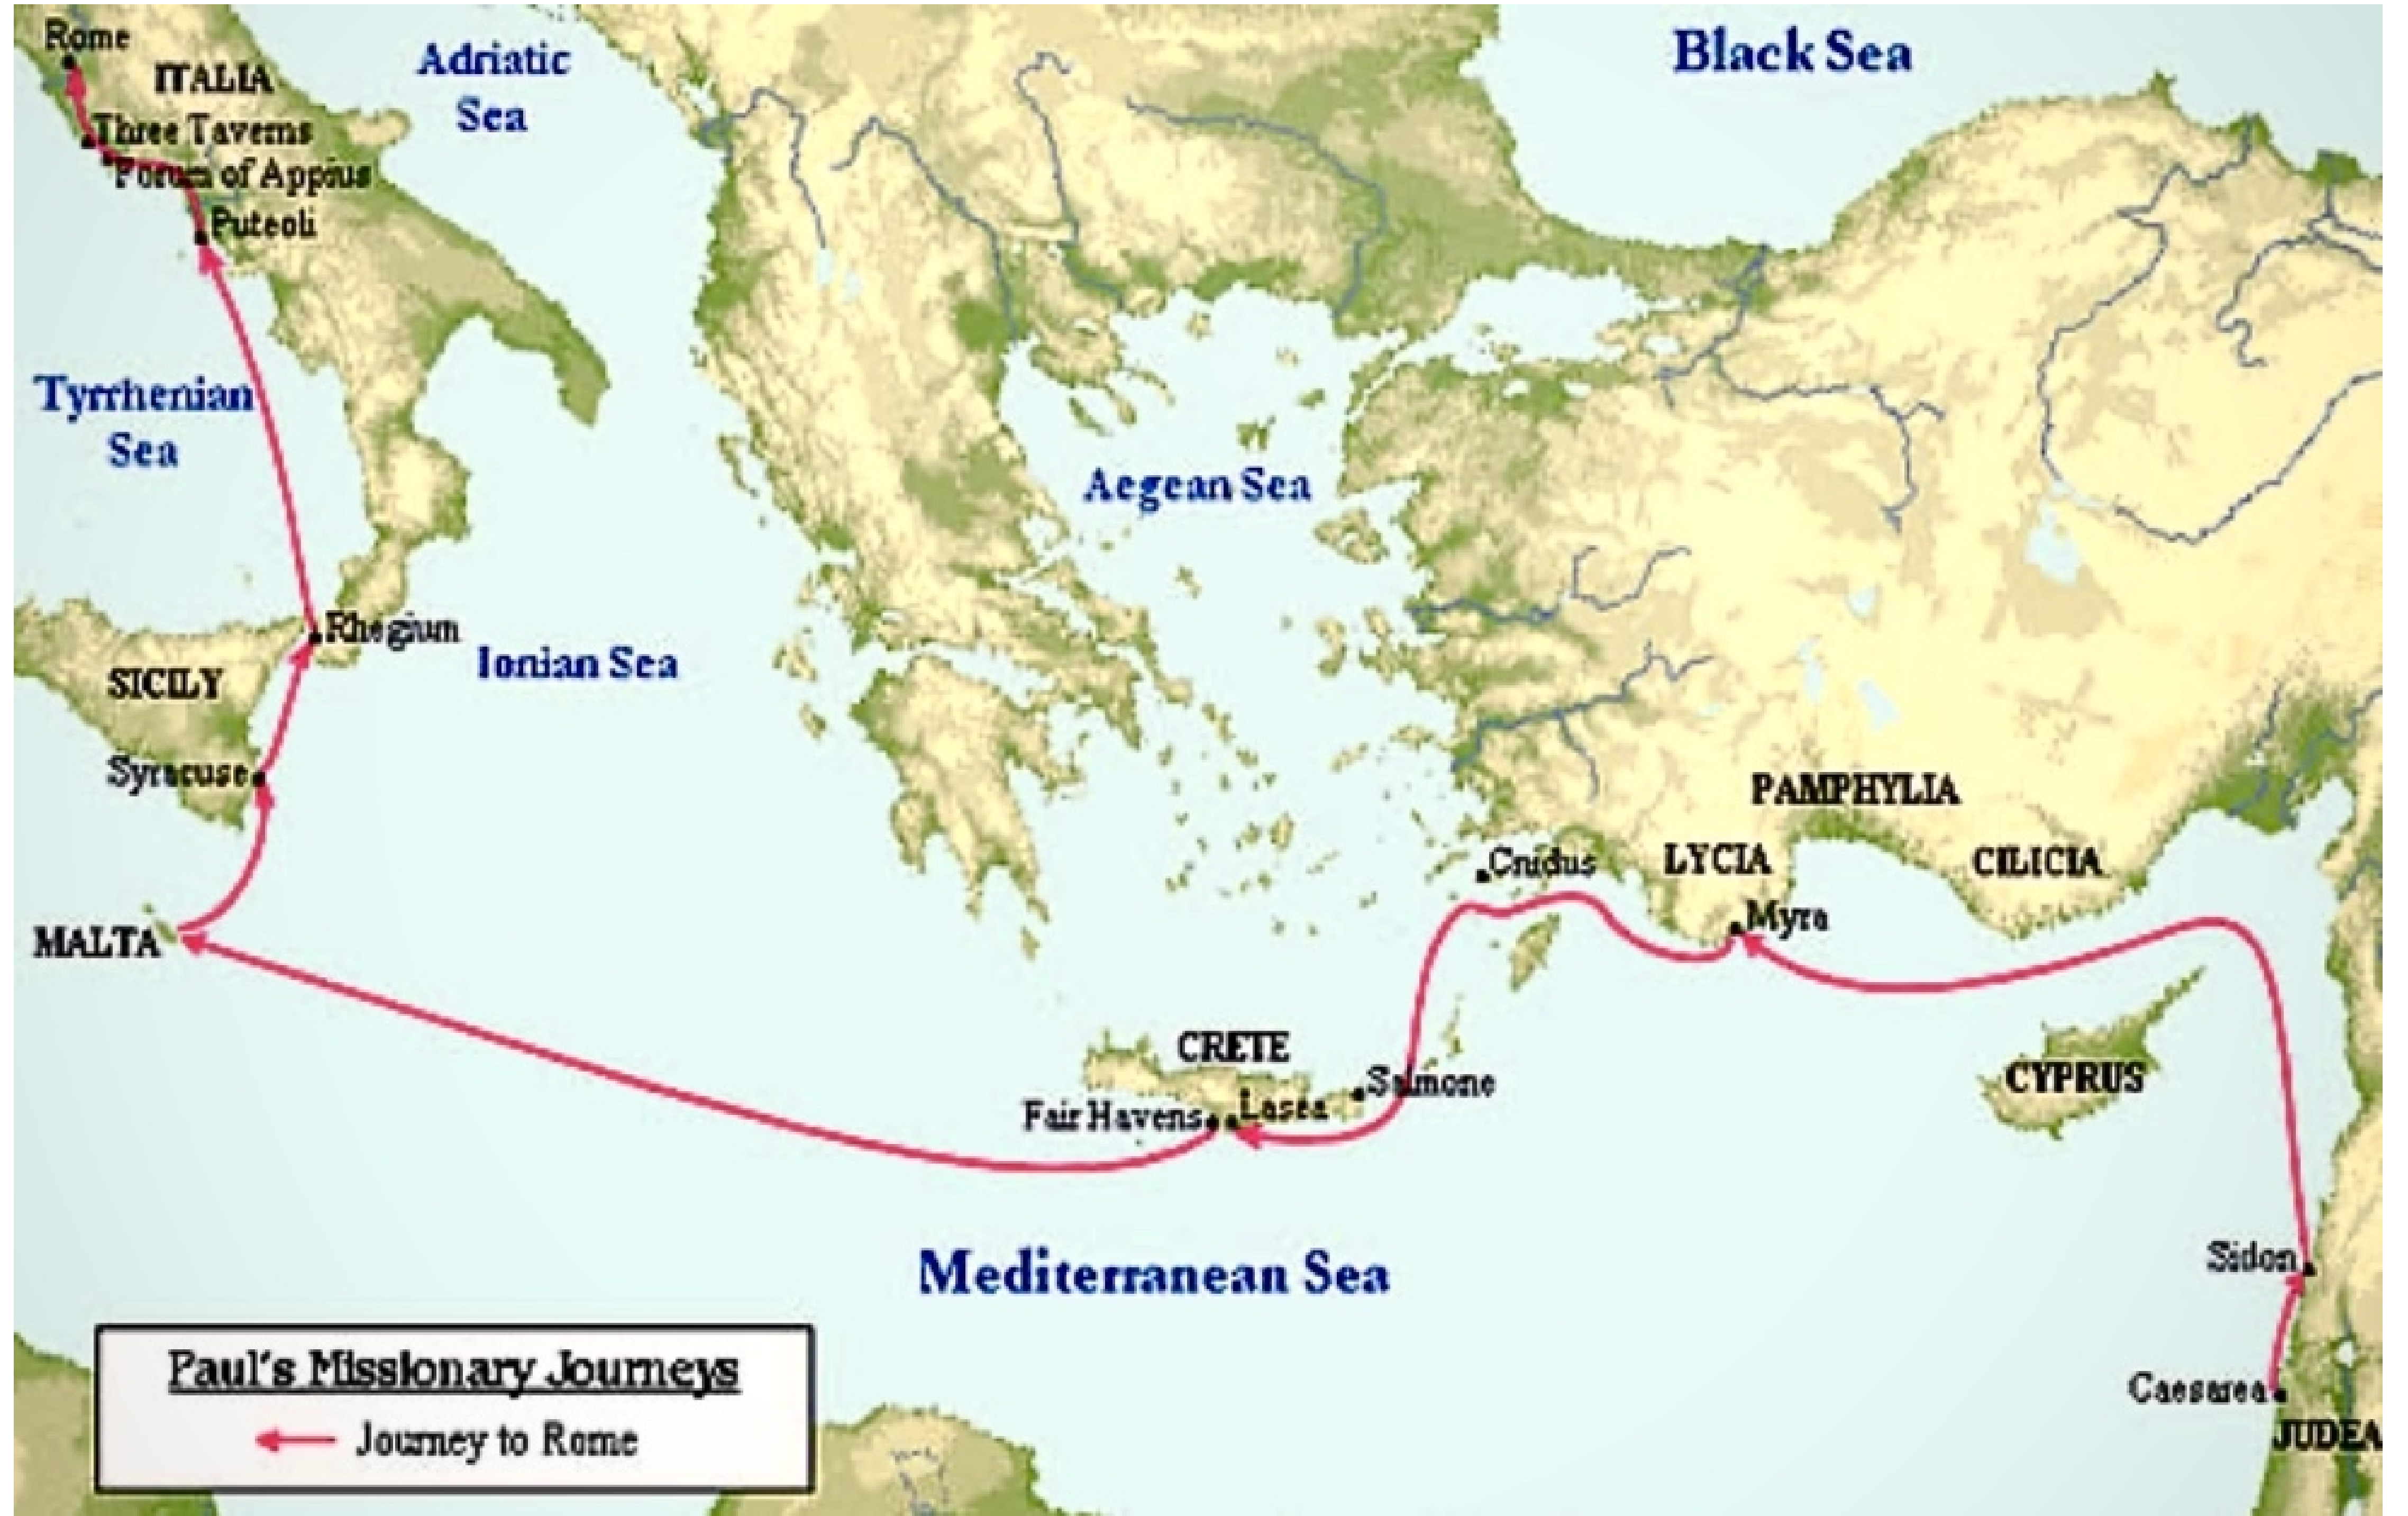 Rome
ITALIA
Adriatic
Sea
Black Sea
Three Taverns
Forum of Appius
Puteoli
Tyrrhenian
Sea
Aegean Sea
Rhegium
Ionian Sea
SICILY
Syracuse
PAMPHYLIA
Cnidus
LYCIA
CILICIA
Myra
MALTA
CRETE
Salmone
CYPRUS
Fair Havens
Lasea
Mediterranean Sea
Sidon
Paul's Missionary Journeys
Journey to Rome
Caesarea
JUDEA